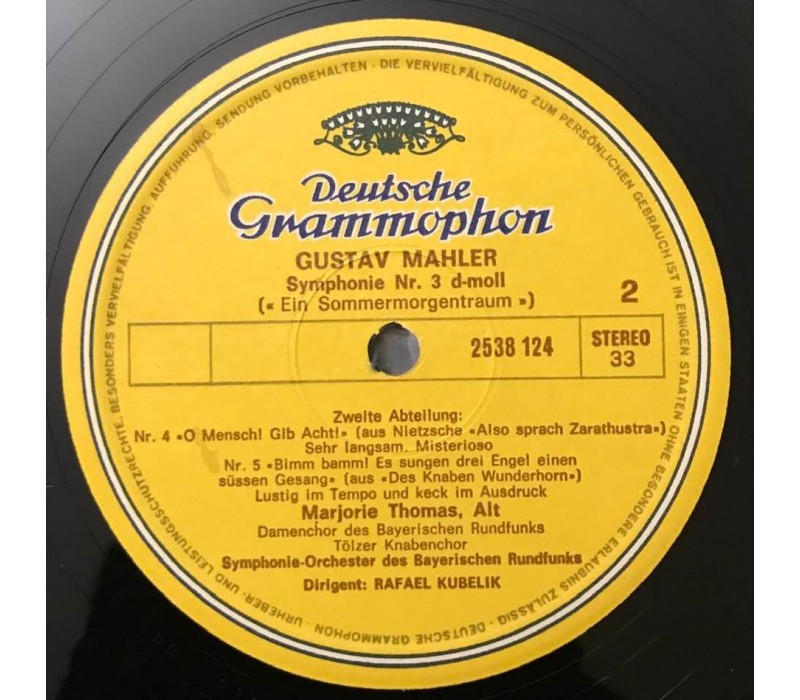 Deutsche
Grammophon
GUSTAV MAHLER
Symphonie Nr. 3 d-moll
(« Ein Sommermorgentraum »)
2
2538 124
STEREO
33
Zweite Abteilung:
Nr. 4 «O Mensch! Gib Acht!» (aus Nietzsche «Also sprach Zarathustra»)
Sehr langsam. Misterioso
Nr. 5 «Bimm bamm! Es sungen drei Engel einen
süssen Gesang» (aus «Des Knaben Wunderhorn»)
Lustig im Tempo und keck im Ausdruck
Marjorie Thomas, Alt
Damenchor des Bayerischen Rundfunks
Tölzer Knabenchor
Symphonie-Orchester des Bayerischen Rundfunks
Dirigent: RAFAEL KUBELIK
URHEBER- UND LEISTUNGSSCHUTZRECHTE, BESONDERS VERVIELFÄLTIGUNG, AUFFÜHRUNG, SENDUNG VORBEHALTEN · DIE VERVIELFÄLTIGUNG ZUM PERSÖNLICHEN GEBRAUCH IST IN EINIGEN STAATEN OHNE BESONDERE ERLAUBNIS ZULÄSSIG · DEUTSCHE GRAMMOPHON ·